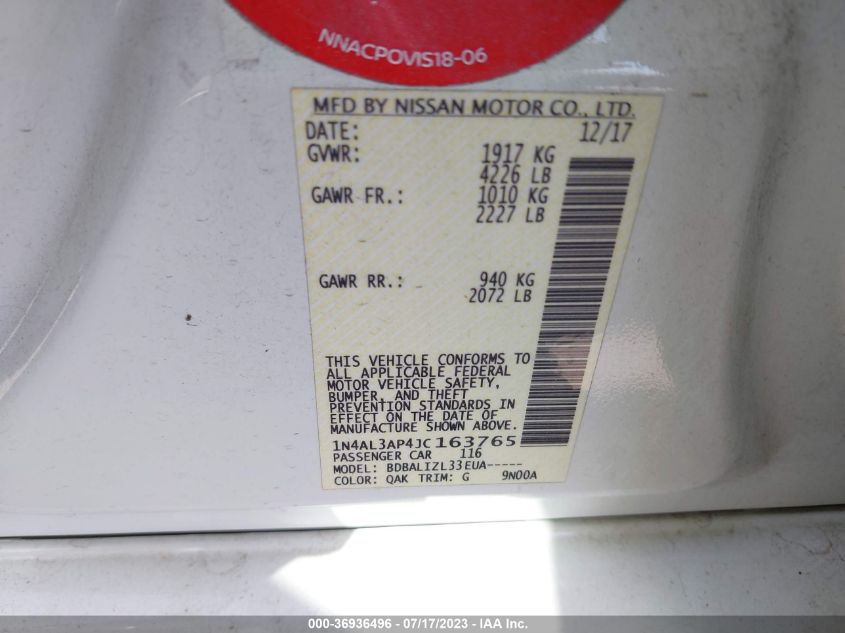 NNACPOVIS18-06
MFD BY NISSAN MOTOR CO., LTD.
DATE: 12/17
GVWR: 1917 KG
4226 LB
GAWR FR.: 1010 KG
2227 LB
GAWR RR.: 940 KG
2072 LB
THIS VEHICLE CONFORMS TO
ALL APPLICABLE FEDERAL
MOTOR VEHICLE SAFETY,
BUMPER, AND THEFT
PREVENTION STANDARDS IN
EFFECT ON THE DATE OF
MANUFACTURE SHOWN ABOVE.
1N4AL3AP4JC163765
PASSENGER CAR 116
MODEL: BDBALIZL33EUA-----
COLOR: QAK TRIM: G 9N00A
000-36936496 - 07/17/2023 - IAA Inc.